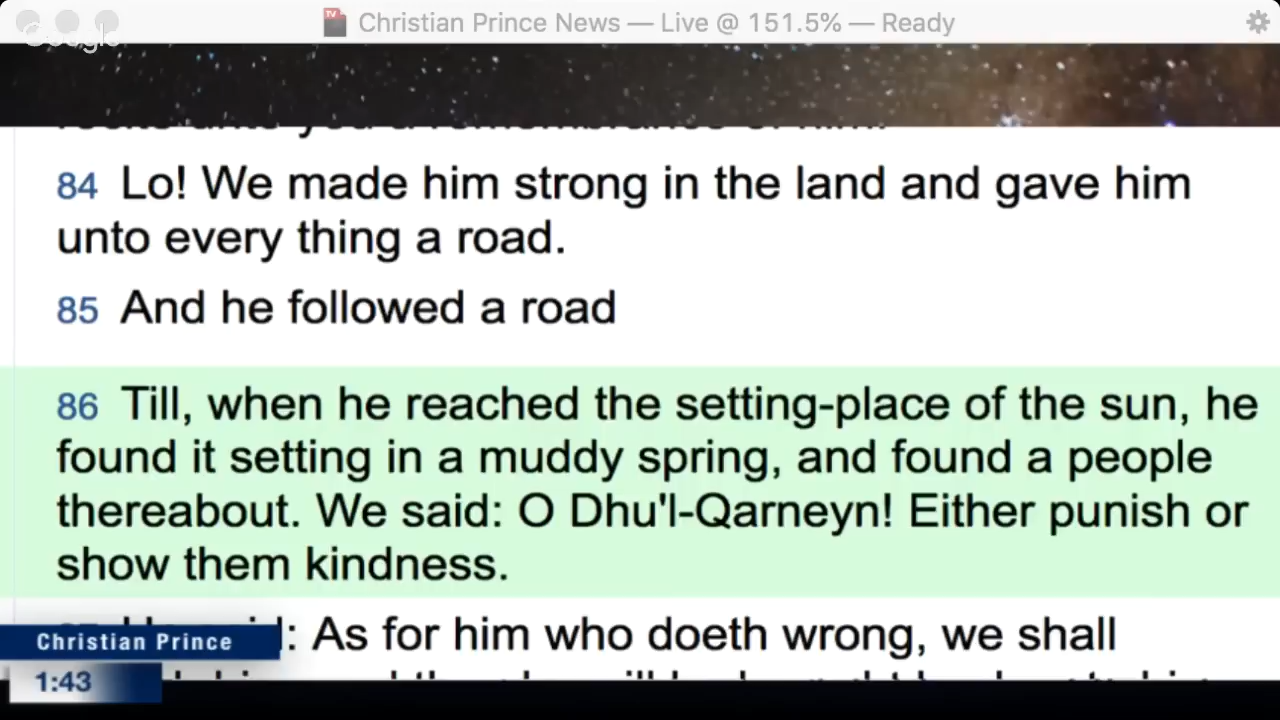 Christian Prince News — Live @ 151.5% — Ready
Google
TV
84 Lo! We made him strong in the land and gave him
unto every thing a road.
85 And he followed a road
86 Till, when he reached the setting-place of the sun, he
found it setting in a muddy spring, and found a people
thereabout. We said: O Dhu'l-Qarneyn! Either punish or
show them kindness.
: As for him who doeth wrong, we shall
Christian Prince
1:43